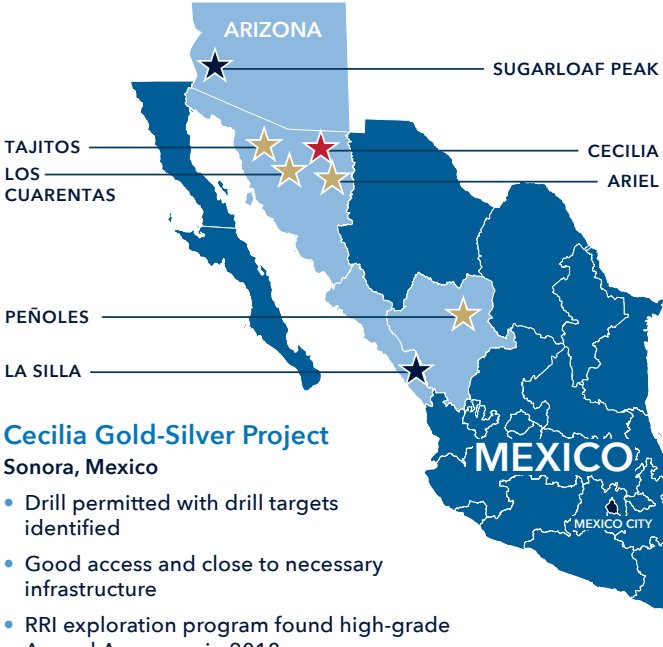 ARIZONA
SUGARLOAF PEAK
TAJITOS
CECILIA
LOS
CUARENTAS
ARIEL
PEÑOLES
LA SILLA
MEXICO
MEXICO CITY
Cecilia Gold-Silver Project
Sonora, Mexico
• Drill permitted with drill targets
identified
• Good access and close to necessary
infrastructure
• RRI exploration program found high-grade